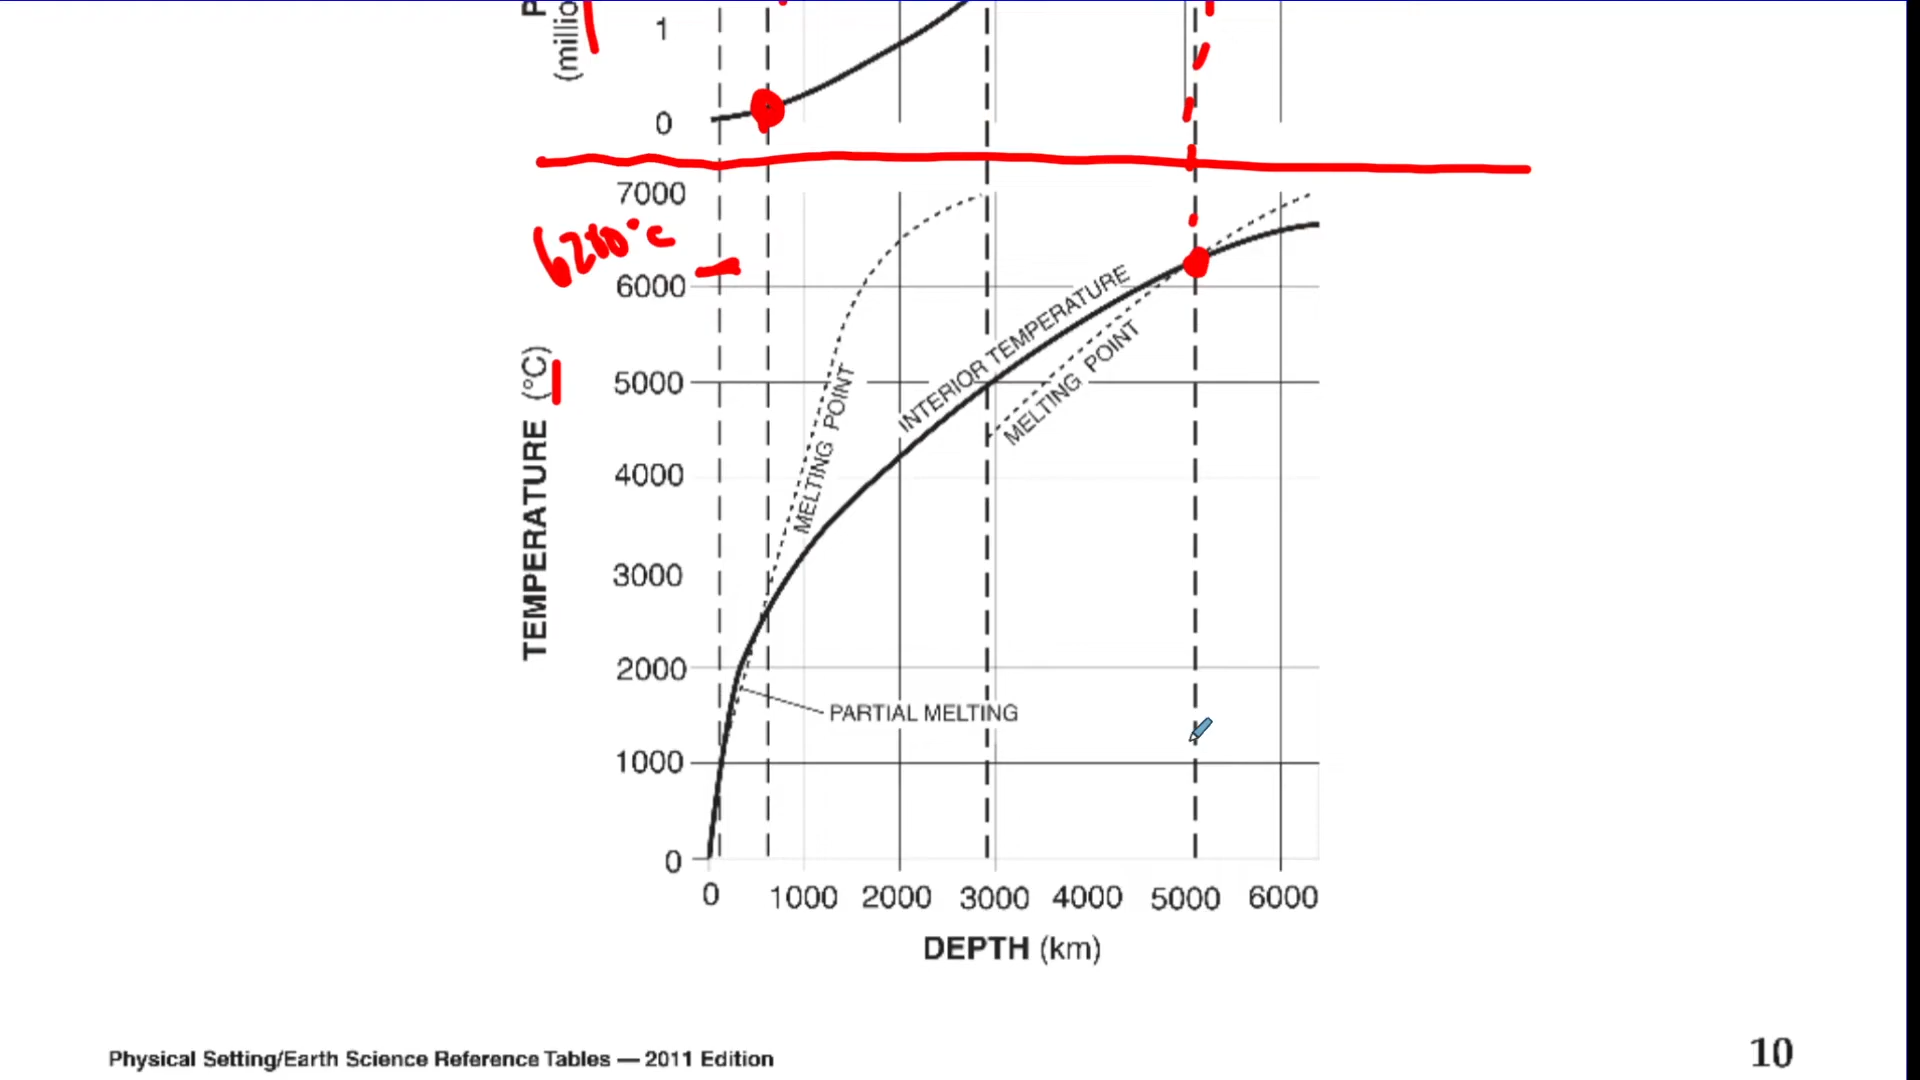 P
(millio
1
0
7000
6200°c
6000
5000
4000
3000
2000
1000
0
TEMPERATURE (°C)
INTERIOR TEMPERATURE
MELTING POINT
MELTING POINT
PARTIAL MELTING
0 1000 2000 3000 4000 5000 6000
DEPTH (km)
Physical Setting/Earth Science Reference Tables — 2011 Edition
10